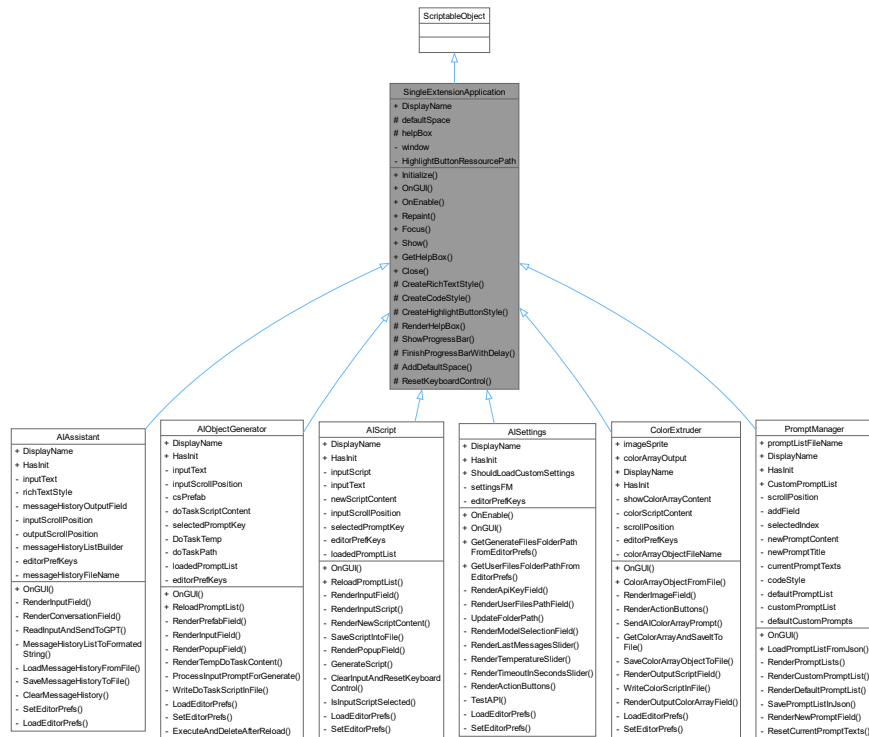 ScriptableObject
SingleExtensionApplication
+ DisplayName
# defaultSpace
# helpBox
- window
- HighlightButtonRessourcePath
+ Initialize()
+ OnGUI()
+ OnEnable()
+ Repaint()
+ Focus()
+ Show()
+ GetHelpBox()
+ Close()
# CreateRichTextStyle()
# CreateCodeStyle()
# CreateHighlightButtonStyle()
# RenderHelpBox()
# ShowProgressBar()
# FinishProgressBarWithDelay()
# AddDefaultSpace()
# ResetKeyboardControl()
AIAssistant
+ DisplayName
+ HasInit
- inputText
- richTextStyle
- messageHistoryOutputField
- inputScrollPosition
- outputScrollPosition
- messageHistoryListBuilder
- editorPrefKeys
- messageHistoryFileName
+ OnGUI()
- RenderInputField()
- RenderConversationField()
- ReadInputAndSendToGPT()
- MessageHistoryListToFormated
String()
- LoadMessageHistoryFromFile()
- SaveMessageHistoryToFile()
- ClearMessageHistory()
- SetEditorPrefs()
- LoadEditorPrefs()
AIObjectGenerator
+ DisplayName
+ HasInit
- inputText
- inputScrollPosition
- csPrefab
- doTaskScriptContent
- selectedPromptKey
- DoTaskTemp
- doTaskPath
- loadedPromptList
- editorPrefKeys
+ OnGUI()
+ ReloadPromptList()
- RenderPrefabField()
- RenderInputField()
- RenderPopupField()
- RenderTempDoTaskContent()
- ProcessInputPromptForGenerate()
- WriteDoTaskScriptInFile()
- LoadEditorPrefs()
- SetEditorPrefs()
- ExecuteAndDeleteAfterReload()
AIScript
+ DisplayName
+ HasInit
- inputScript
- inputText
- newScriptContent
- inputScrollPosition
- selectedPromptKey
- editorPrefKeys
- loadedPromptList
+ OnGUI()
+ ReloadPromptList()
- RenderInputField()
- RenderInputScript()
- RenderNewScriptContent()
- SaveScriptIntoFile()
- RenderPopupField()
- GenerateScript()
- ClearInputAndResetKeyboard
Control()
- IsInputScriptSelected()
- LoadEditorPrefs()
- SetEditorPrefs()
AISettings
+ DisplayName
+ HasInit
+ ShouldLoadCustomSettings
- settingsFM
- editorPrefKeys
+ OnEnable()
+ OnGUI()
+ GetGenerateFilesFolderPath
FromEditorPrefs()
+ GetUserFilesFolderPathFrom
EditorPrefs()
- RenderApiKeyField()
- RenderUserFilesPathField()
- UpdateFolderPath()
- RenderModelSelectionField()
- RenderLastMessagesSlider()
- RenderTemperatureSlider()
- RenderTimeoutInSecondsSlider()
- RenderActionButtons()
- TestAPI()
- LoadEditorPrefs()
- SetEditorPrefs()
ColorExtruder
+ imageSprite
+ colorArrayOutput
+ DisplayName
+ HasInit
- showColorArrayContent
- colorScriptContent
- scrollPosition
- editorPrefKeys
- colorArrayObjectFileName
+ OnGUI()
+ ColorArrayObjectFromFile()
- RenderImageField()
- RenderActionButtons()
- SendAIColorArrayPrompt()
- GetColorArrayAndSaveItTo
File()
- SaveColorArrayObjectToFile()
- RenderOutputScriptField()
- WriteColorScriptInFile()
- RenderOutputColorArrayField()
- LoadEditorPrefs()
- SetEditorPrefs()
PromptManager
+ promptListFileName
+ DisplayName
+ HasInit
+ CustomPromptList
- scrollPosition
- addField
- selectedIndex
- newPromptContent
- newPromptTitle
- currentPromptTexts
- codeStyle
- defaultPromptList
- customPromptList
- defaultCustomPrompts
+ OnGUI()
+ LoadPromptListFromJson()
- RenderPromptLists()
- RenderCustomPromptList()
- RenderDefaultPromptList()
- SavePromptListInJson()
- RenderNewPromptField()
- ResetCurrentPromptTexts()